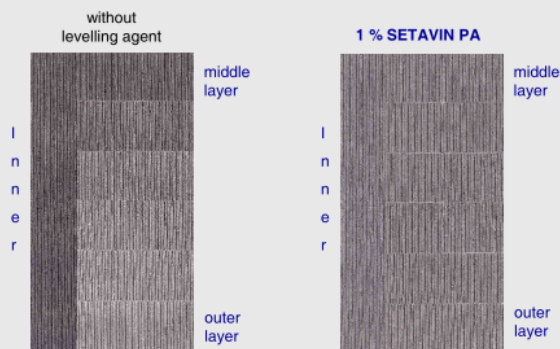 without
levelling agent
1 % SETAVIN PA
middle
layer
middle
layer
I
n
n
e
r
I
n
n
e
r
outer
layer
outer
layer